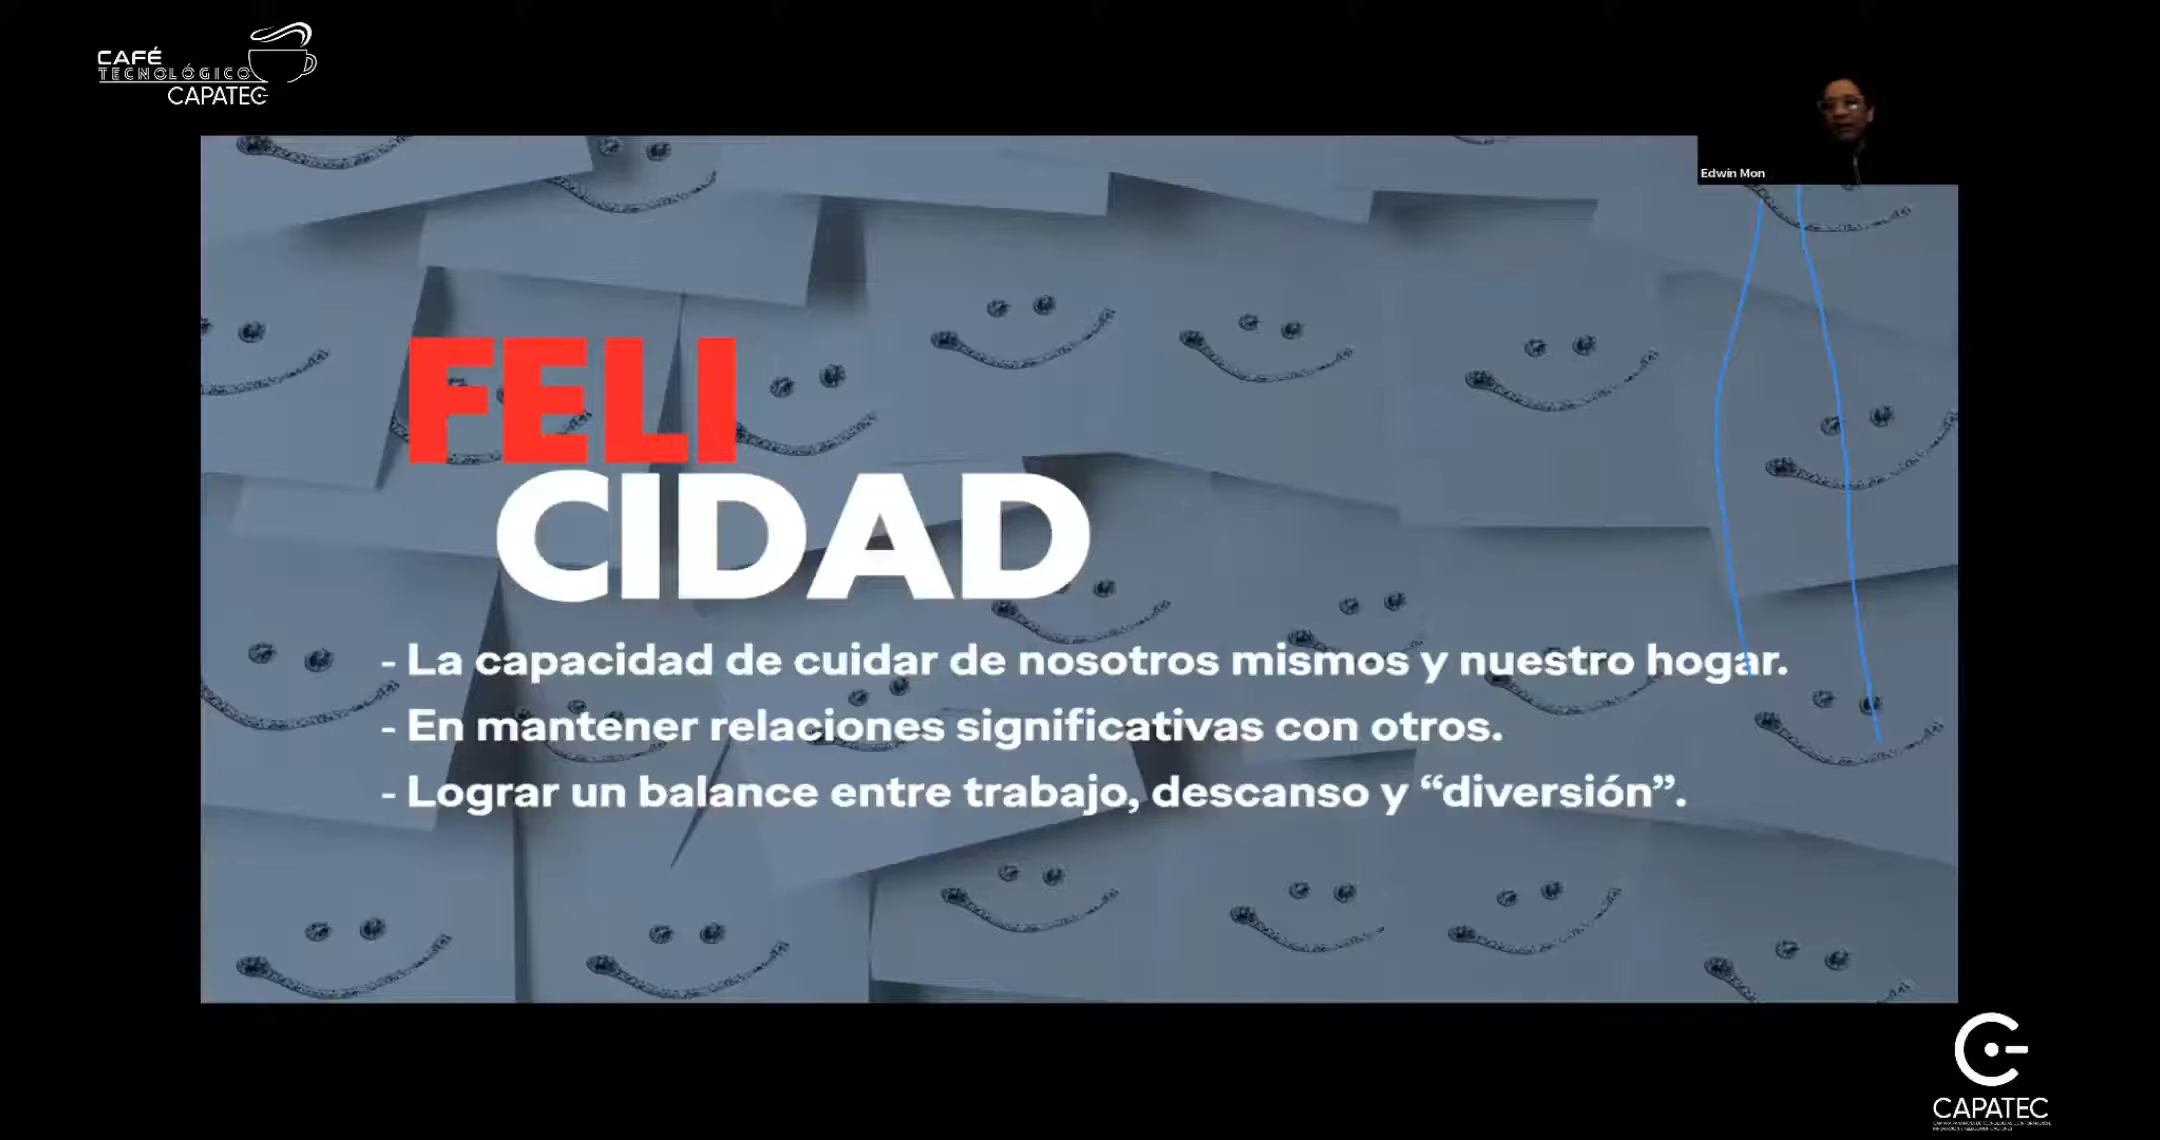 CAFÉ
TECNOLÓGICO
CAPATEC
Edwin Mon
FELI
CIDAD
- La capacidad de cuidar de nosotros mismos y nuestro hogar.
- En mantener relaciones significativas con otros.
- Lograr un balance entre trabajo, descanso y “diversión”.
CAPATEC